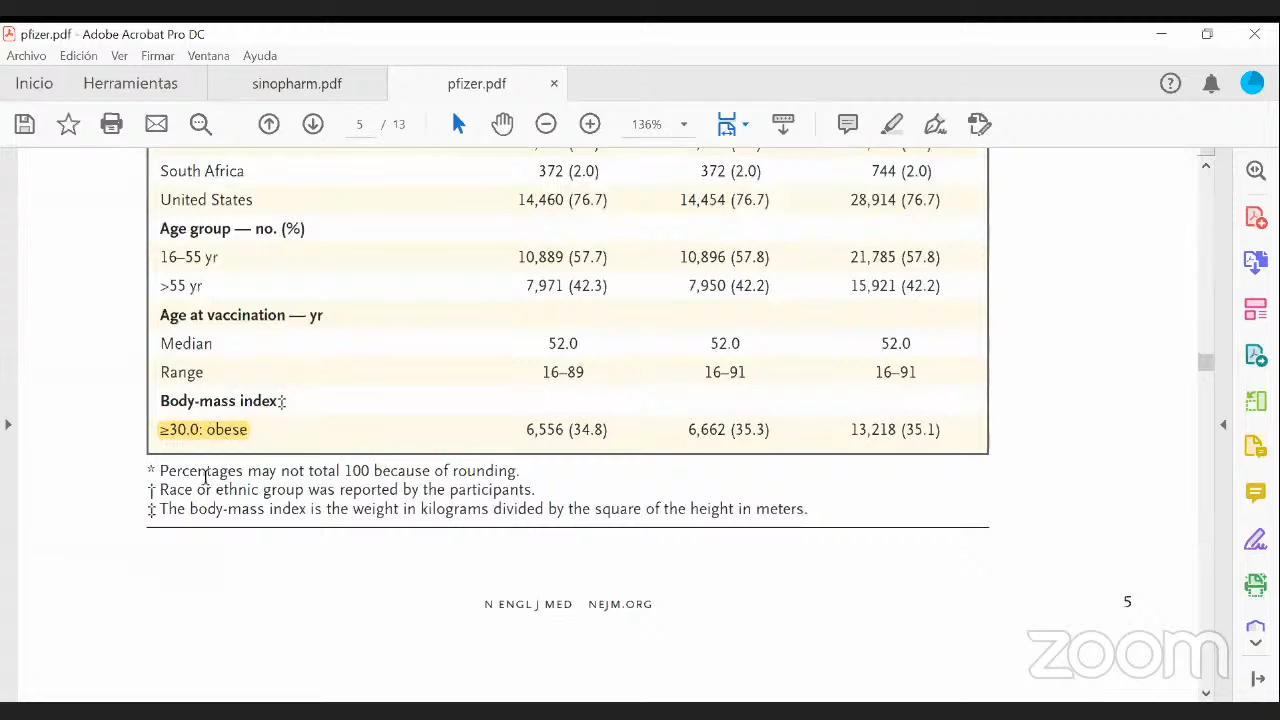 pfizer.pdf - Adobe Acrobat Pro DC
Archivo Edición Ver Firmar Ventana Ayuda
Inicio Herramientas sinopharm.pdf pfizer.pdf
5 / 13 136%
South Africa 372 (2.0) 372 (2.0) 744 (2.0)
United States 14,460 (76.7) 14,454 (76.7) 28,914 (76.7)
Age group — no. (%)
16–55 yr 10,889 (57.7) 10,896 (57.8) 21,785 (57.8)
>55 yr 7,971 (42.3) 7,950 (42.2) 15,921 (42.2)
Age at vaccination — yr
Median 52.0 52.0 52.0
Range 16–89 16–91 16–91
Body-mass index‡
≥30.0: obese 6,556 (34.8) 6,662 (35.3) 13,218 (35.1)
* Percentages may not total 100 because of rounding.
† Race or ethnic group was reported by the participants.
‡ The body-mass index is the weight in kilograms divided by the square of the height in meters.
N ENGL J MED NEJM.ORG 5
zoom